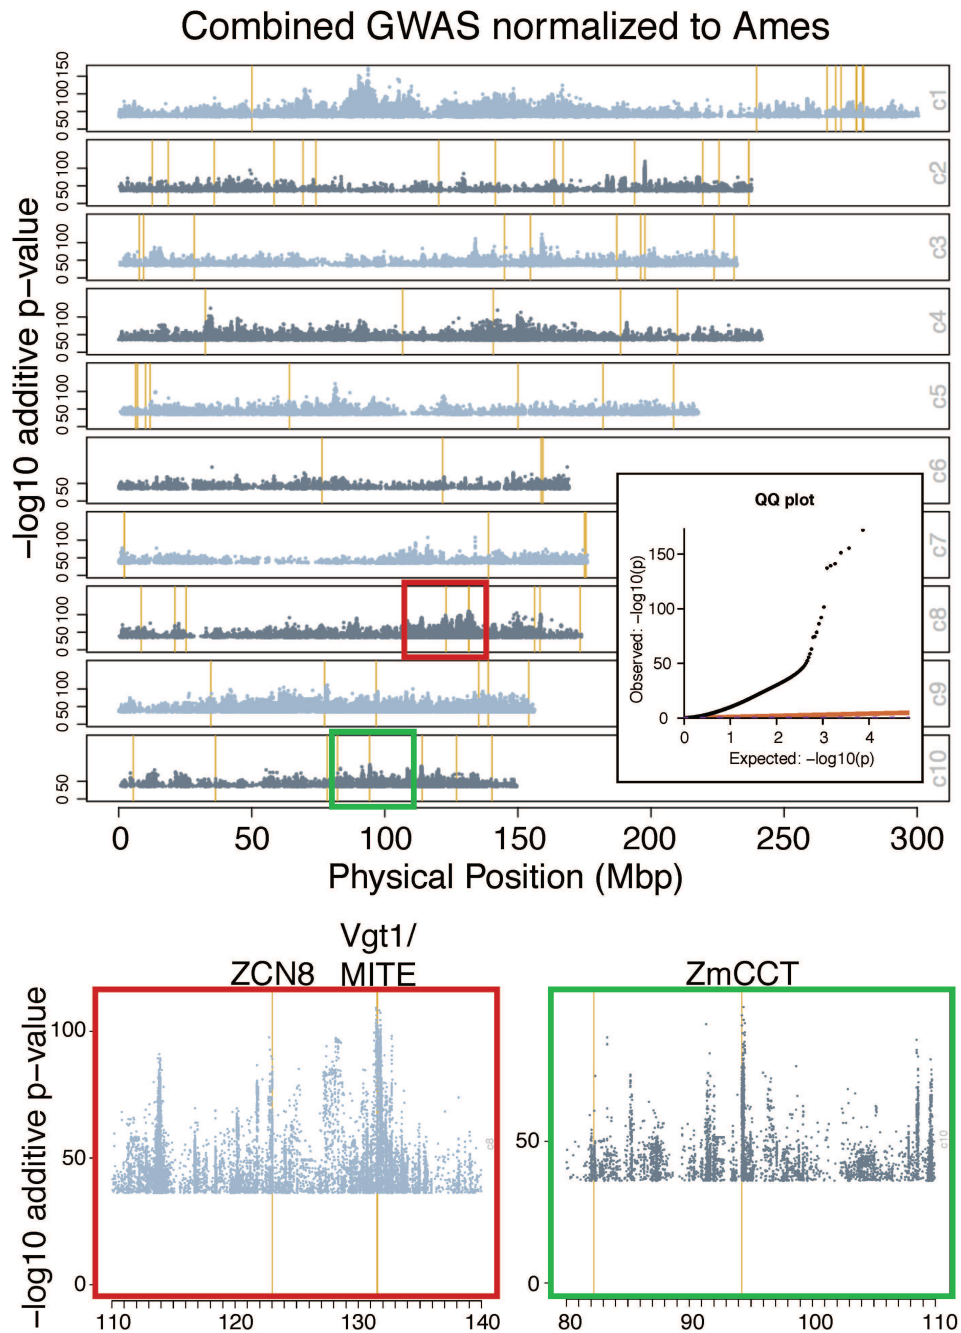 Combined GWAS normalized to Ames
−log10 additive p−value
0 50 100 150
c1
0 50 100
c2
0 50 100
c3
0 50 100
c4
0 50 100
c5
0 50
c6
0 50 100
c7
0 50 100
c8
0 50 100
c9
0 50
c10
QQ plot
Observed: −log10(p)
150
100
50
0
0 1 2 3 4
Expected: −log10(p)
0 50 100 150 200 250 300
Physical Position (Mbp)
Vgt1/
ZCN8 MITE
ZmCCT
−log10 additive p−value
100
50
0
c8
110 120 130 140
50
0
c10
80 90 100 110